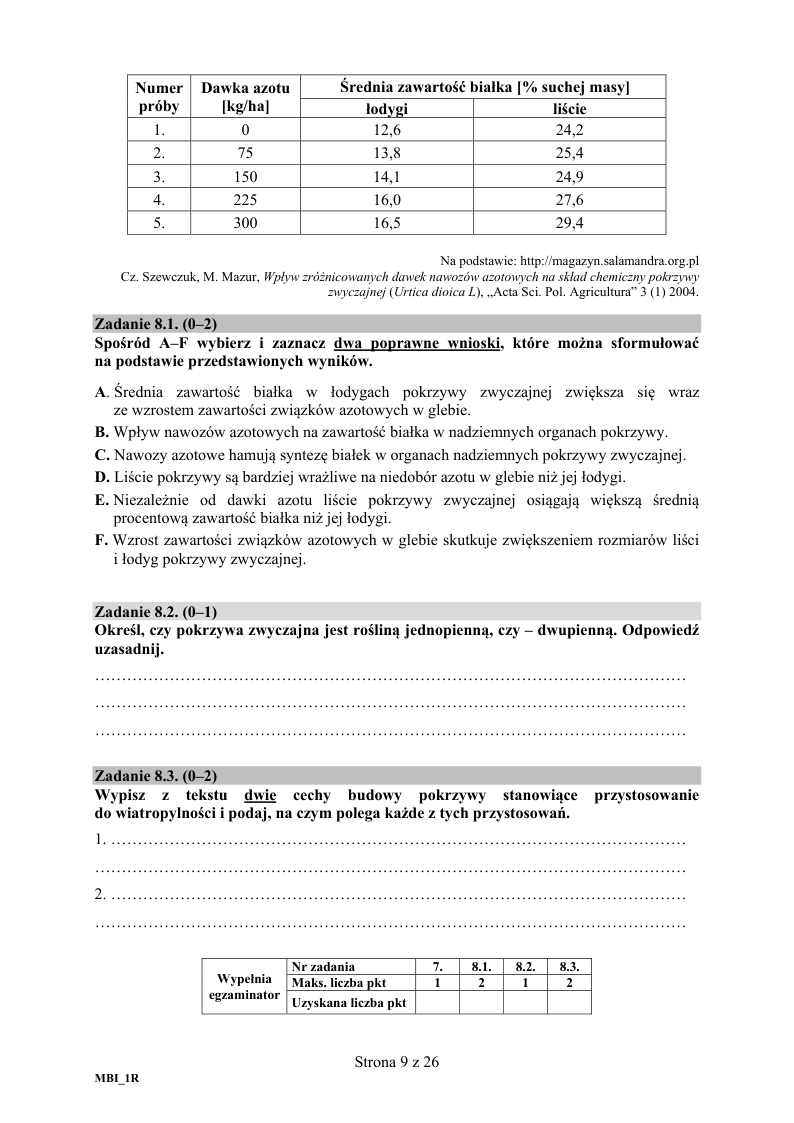 Numer próby Dawka azotu [kg/ha] Średnia zawartość białka [% suchej masy]
łodygi liście
1. 0 12,6 24,2
2. 75 13,8 25,4
3. 150 14,1 24,9
4. 225 16,0 27,6
5. 300 16,5 29,4
Na podstawie: http://magazyn.salamandra.org.pl
Cz. Szewczuk, M. Mazur, Wpływ zróżnicowanych dawek nawozów azotowych na skład chemiczny pokrzywy
zwyczajnej (Urtica dioica L), „Acta Sci. Pol. Agricultura” 3 (1) 2004.
Zadanie 8.1. (0–2)
Spośród A–F wybierz i zaznacz dwa poprawne wnioski, które można sformułować
na podstawie przedstawionych wyników.
A. Średnia zawartość białka w łodygach pokrzywy zwyczajnej zwiększa się wraz
ze wzrostem zawartości związków azotowych w glebie.
B. Wpływ nawozów azotowych na zawartość białka w nadziemnych organach pokrzywy.
C. Nawozy azotowe hamują syntezę białek w organach nadziemnych pokrzywy zwyczajnej.
D. Liście pokrzywy są bardziej wrażliwe na niedobór azotu w glebie niż jej łodygi.
E. Niezależnie od dawki azotu liście pokrzywy zwyczajnej osiągają większą średnią
procentową zawartość białka niż jej łodygi.
F. Wzrost zawartości związków azotowych w glebie skutkuje zwiększeniem rozmiarów liści
i łodyg pokrzywy zwyczajnej.
Zadanie 8.2. (0–1)
Określ, czy pokrzywa zwyczajna jest rośliną jednopienną, czy – dwupienną. Odpowiedź
uzasadnij.
……………………………………………………………………………………………………
……………………………………………………………………………………………………
……………………………………………………………………………………………………
Zadanie 8.3. (0–2)
Wypisz z tekstu dwie cechy budowy pokrzywy stanowiące przystosowanie
do wiatropylności i podaj, na czym polega każde z tych przystosowań.
1. …………………………………………………………………………………………………
……………………………………………………………………………………………………
2. …………………………………………………………………………………………………
……………………………………………………………………………………………………
Wypełnia egzaminator Nr zadania 7. 8.1. 8.2. 8.3.
Maks. liczba pkt 1 2 1 2
Uzyskana liczba pkt
Strona 9 z 26
MBI_1R